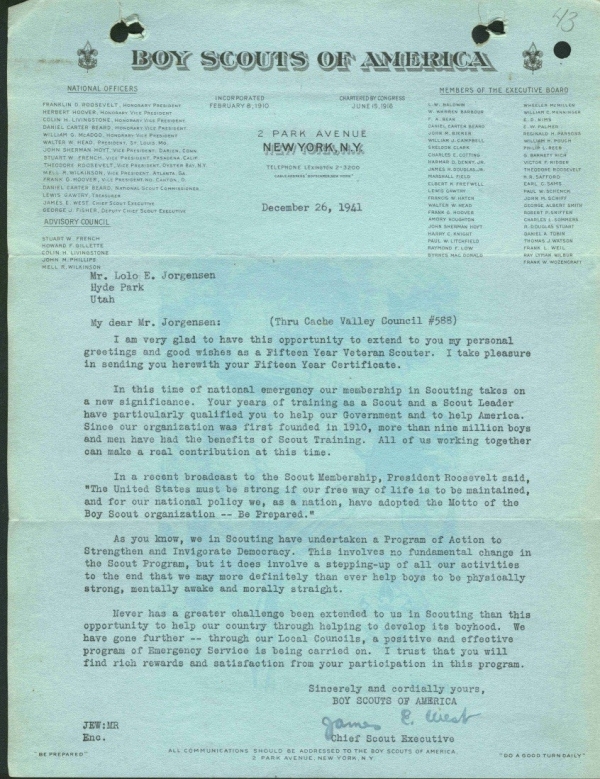 43
BOY SCOUTS OF AMERICA
NATIONAL OFFICERS
FRANKLIN D. ROOSEVELT, HONORARY PRESIDENT
HERBERT HOOVER, HONORARY VICE PRESIDENT
COLIN H. LIVINGSTONE, HONORARY VICE PRESIDENT
DANIEL CARTER BEARD, HONORARY VICE PRESIDENT
WILLIAM G. McADOO, HONORARY VICE PRESIDENT
WALTER W. HEAD, PRESIDENT, ST. LOUIS, MO.
JOHN SHERMAN HOYT, VICE PRESIDENT, DARIEN, CONN.
STUART W. FRENCH, VICE PRESIDENT, PASADENA, CALIF.
THEODORE ROOSEVELT, VICE PRESIDENT, OYSTER BAY, N.Y.
MELL R. WILKINSON, VICE PRESIDENT, ATLANTA, GA.
FRANK G. HOOVER, VICE PRESIDENT, NO. CANTON, O.
DANIEL CARTER BEARD, NATIONAL SCOUT COMMISSIONER
LEWIS GAWTRY, TREASURER
JAMES E. WEST, CHIEF SCOUT EXECUTIVE
GEORGE J. FISHER, DEPUTY CHIEF SCOUT EXECUTIVE
ADVISORY COUNCIL
STUART W. FRENCH
HOWARD F. GILLETTE
COLIN H. LIVINGSTONE
JOHN M. PHILLIPS
MELL R. WILKINSON
INCORPORATED
FEBRUARY 8, 1910
CHARTERED BY CONGRESS
JUNE 15, 1916
2 PARK AVENUE
NEW YORK, N.Y.
TELEPHONE LEXINGTON 2-3200
MEMBERS OF THE EXECUTIVE BOARD
L. W. BALDWIN
W. WARREN BARBOUR
F. A. BEAN
DANIEL CARTER BEARD
JOHN M. BIERER
WILLIAM J. CAMPBELL
SHELDON CLARK
CHARLES C. COTTING
HARMAR D. DENNY, JR.
JAMES H. DOUGLAS, JR.
MARSHALL FIELD
ELBERT K. FRETWELL
LEWIS GAWTRY
FRANCIS W. HATCH
WALTER W. HEAD
FRANK G. HOOVER
AMORY HOUGHTON
JOHN SHERMAN HOYT
HARRY C. KNIGHT
PAUL W. LITCHFIELD
RAYMOND F. LOW
BYRNES MAC DONALD
WHEELER McMILLEN
WILLIAM C. MENNINGER
E. D. NIMS
E. W. PALMER
REGINALD H. PARSONS
WILLIAM H. POUCH
PHILIP L. REED
G. BARRETT RICH
VICTOR F. RIDDER
THEODORE ROOSEVELT
H. B. SAFFORD
EARL C. SAMS
PAUL W. SCHENCK
JOHN M. SCHIFF
GEORGE ALBERT SMITH
ROBERT P. SNIFFEN
CHARLES J. SOMMERS
R. DOUGLAS STUART
DANIEL A. TOBIN
THOMAS J. WATSON
FRANK L. WEIL
RAY LYMAN WILBUR
FRANK W. WOZENCRAFT
December 26, 1941
Mr. Lolo E. Jorgensen
Hyde Park
Utah
My dear Mr. Jorgensen: (Thru Cache Valley Council #588)
I am very glad to have this opportunity to extend to you my personal
greetings and good wishes as a Fifteen Year Veteran Scouter. I take pleasure
in sending you herewith your Fifteen Year Certificate.
In this time of national emergency our membership in Scouting takes on
a new significance. Your years of training as a Scout and a Scout Leader
have particularly qualified you to help our Government and to help America.
Since our organization was first founded in 1910, more than nine million boys
and men have had the benefits of Scout Training. All of us working together
can make a real contribution at this time.
In a recent broadcast to the Scout Membership, President Roosevelt said,
"The United States must be strong if our free way of life is to be maintained,
and for our national policy we, as a nation, have adopted the Motto of the
Boy Scout organization -- Be Prepared."
As you know, we in Scouting have undertaken a Program of Action to
Strengthen and Invigorate Democracy. This involves no fundamental change in
the Scout Program, but it does involve a stepping-up of all our activities
to the end that we may more definitely than ever help boys to be physically
strong, mentally awake and morally straight.
Never has a greater challenge been extended to us in Scouting than this
opportunity to help our country through helping to develop its boyhood. We
have gone further -- through our Local Councils, a positive and effective
program of Emergency Service is being carried on. I trust that you will
find rich rewards and satisfaction from your participation in this program.
Sincerely and cordially yours,
BOY SCOUTS OF AMERICA
James E. West
JEW:MR
Enc.
Chief Scout Executive
"BE PREPARED"
ALL COMMUNICATIONS SHOULD BE ADDRESSED TO THE BOY SCOUTS OF AMERICA,
2 PARK AVENUE, NEW YORK, N.Y.
"DO A GOOD TURN DAILY"